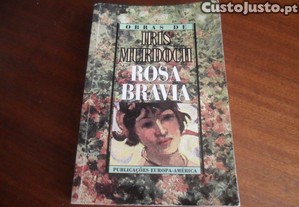 CustoJusto.pt
OBRAS DE
IRIS
MURDOCH
ROSA
BRAVIA
PUBLICAÇÕES EUROPA-AMÉRICA